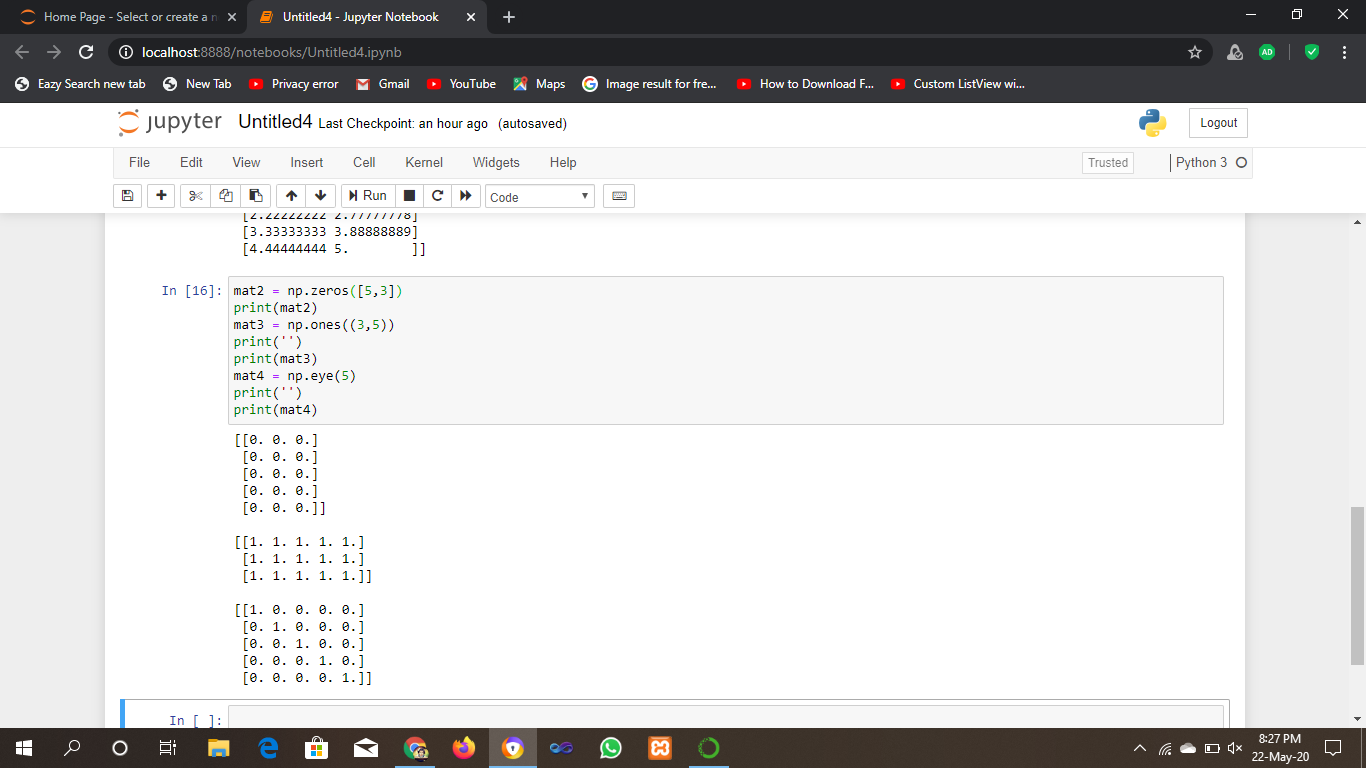 Home Page - Select or create a n
Untitled4 - Jupyter Notebook
localhost:8888/notebooks/Untitled4.ipynb
AD
Eazy Search new tab
New Tab
Privacy error
Gmail
YouTube
Maps
Image result for fre...
How to Download F...
Custom ListView wi...
jupyter Untitled4 Last Checkpoint: an hour ago (autosaved)
Logout
File Edit View Insert Cell Kernel Widgets Help
Trusted
Python 3
Run
Code
[2.22222222 2.77777778]
[3.33333333 3.88888889]
[4.44444444 5.        ]]
In [16]:
mat2 = np.zeros([5,3])
print(mat2)
mat3 = np.ones((3,5))
print('')
print(mat3)
mat4 = np.eye(5)
print('')
print(mat4)
[[0. 0. 0.]
[0. 0. 0.]
[0. 0. 0.]
[0. 0. 0.]
[0. 0. 0.]]
[[1. 1. 1. 1. 1.]
[1. 1. 1. 1. 1.]
[1. 1. 1. 1. 1.]]
[[1. 0. 0. 0. 0.]
[0. 1. 0. 0. 0.]
[0. 0. 1. 0. 0.]
[0. 0. 0. 1. 0.]
[0. 0. 0. 0. 1.]]
In [ ]:
8:27 PM
22-May-20